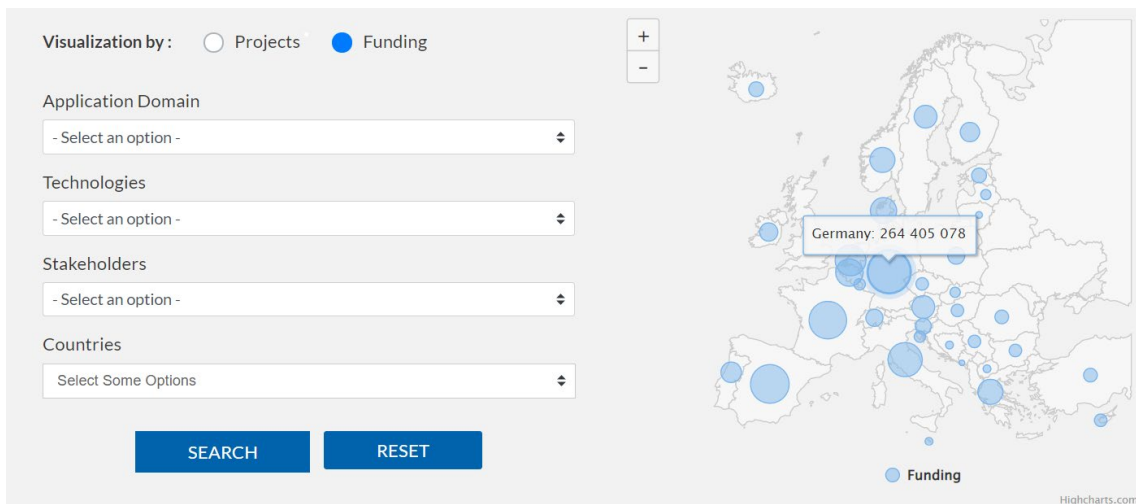 Visualization by : Projects Funding
Application Domain
- Select an option -
Technologies
- Select an option -
Stakeholders
- Select an option -
Countries
Select Some Options
SEARCH RESET
+
−
Germany: 264 405 078
Funding
Highcharts.com